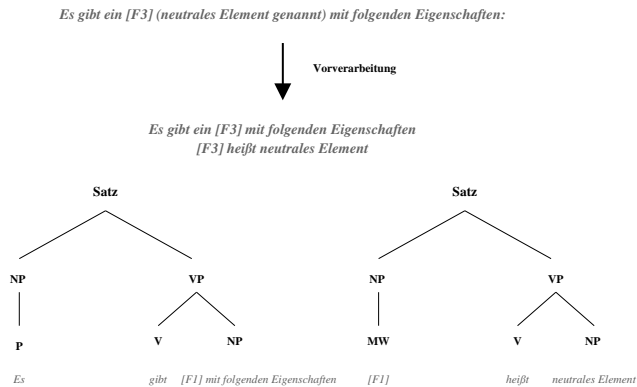 Es gibt ein [F3] (neutrales Element genannt) mit folgenden Eigenschaften:
Vorverarbeitung
Es gibt ein [F3] mit folgenden Eigenschaften
[F3] heißt neutrales Element
Satz Satz
NP VP NP VP
P V NP MW V NP
Es gibt [F1] mit folgenden Eigenschaften [F1] heißt neutrales Element